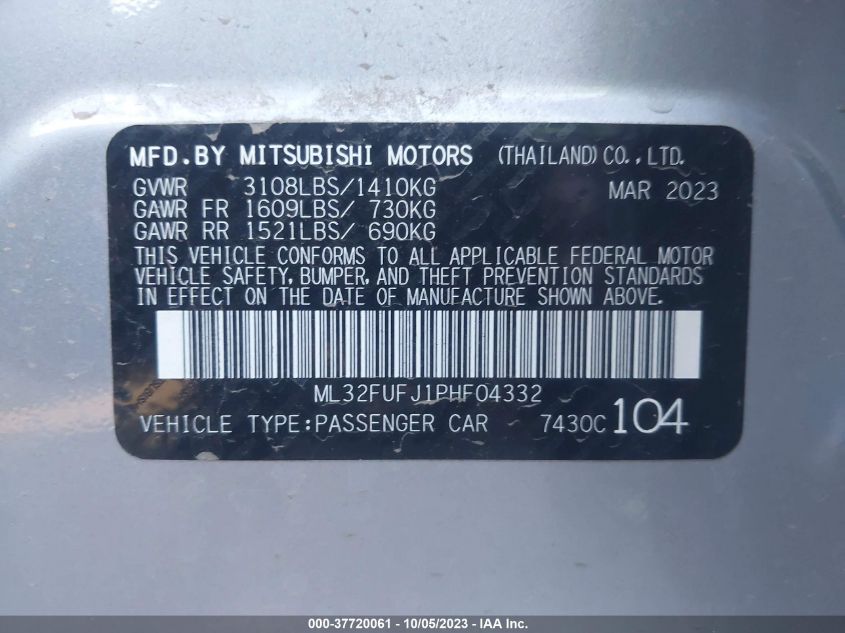 MFD.BY MITSUBISHI MOTORS (THAILAND) CO.,LTD.
GVWR 3108LBS/1410KG MAR 2023
GAWR FR 1609LBS/ 730KG
GAWR RR 1521LBS/ 690KG
THIS VEHICLE CONFORMS TO ALL APPLICABLE FEDERAL MOTOR
VEHICLE SAFETY, BUMPER, AND THEFT PREVENTION STANDARDS
IN EFFECT ON THE DATE OF MANUFACTURE SHOWN ABOVE.
ML32FUFJ1PHF04332
VEHICLE TYPE:PASSENGER CAR 7430C 104
000-37720061 - 10/05/2023 - IAA Inc.